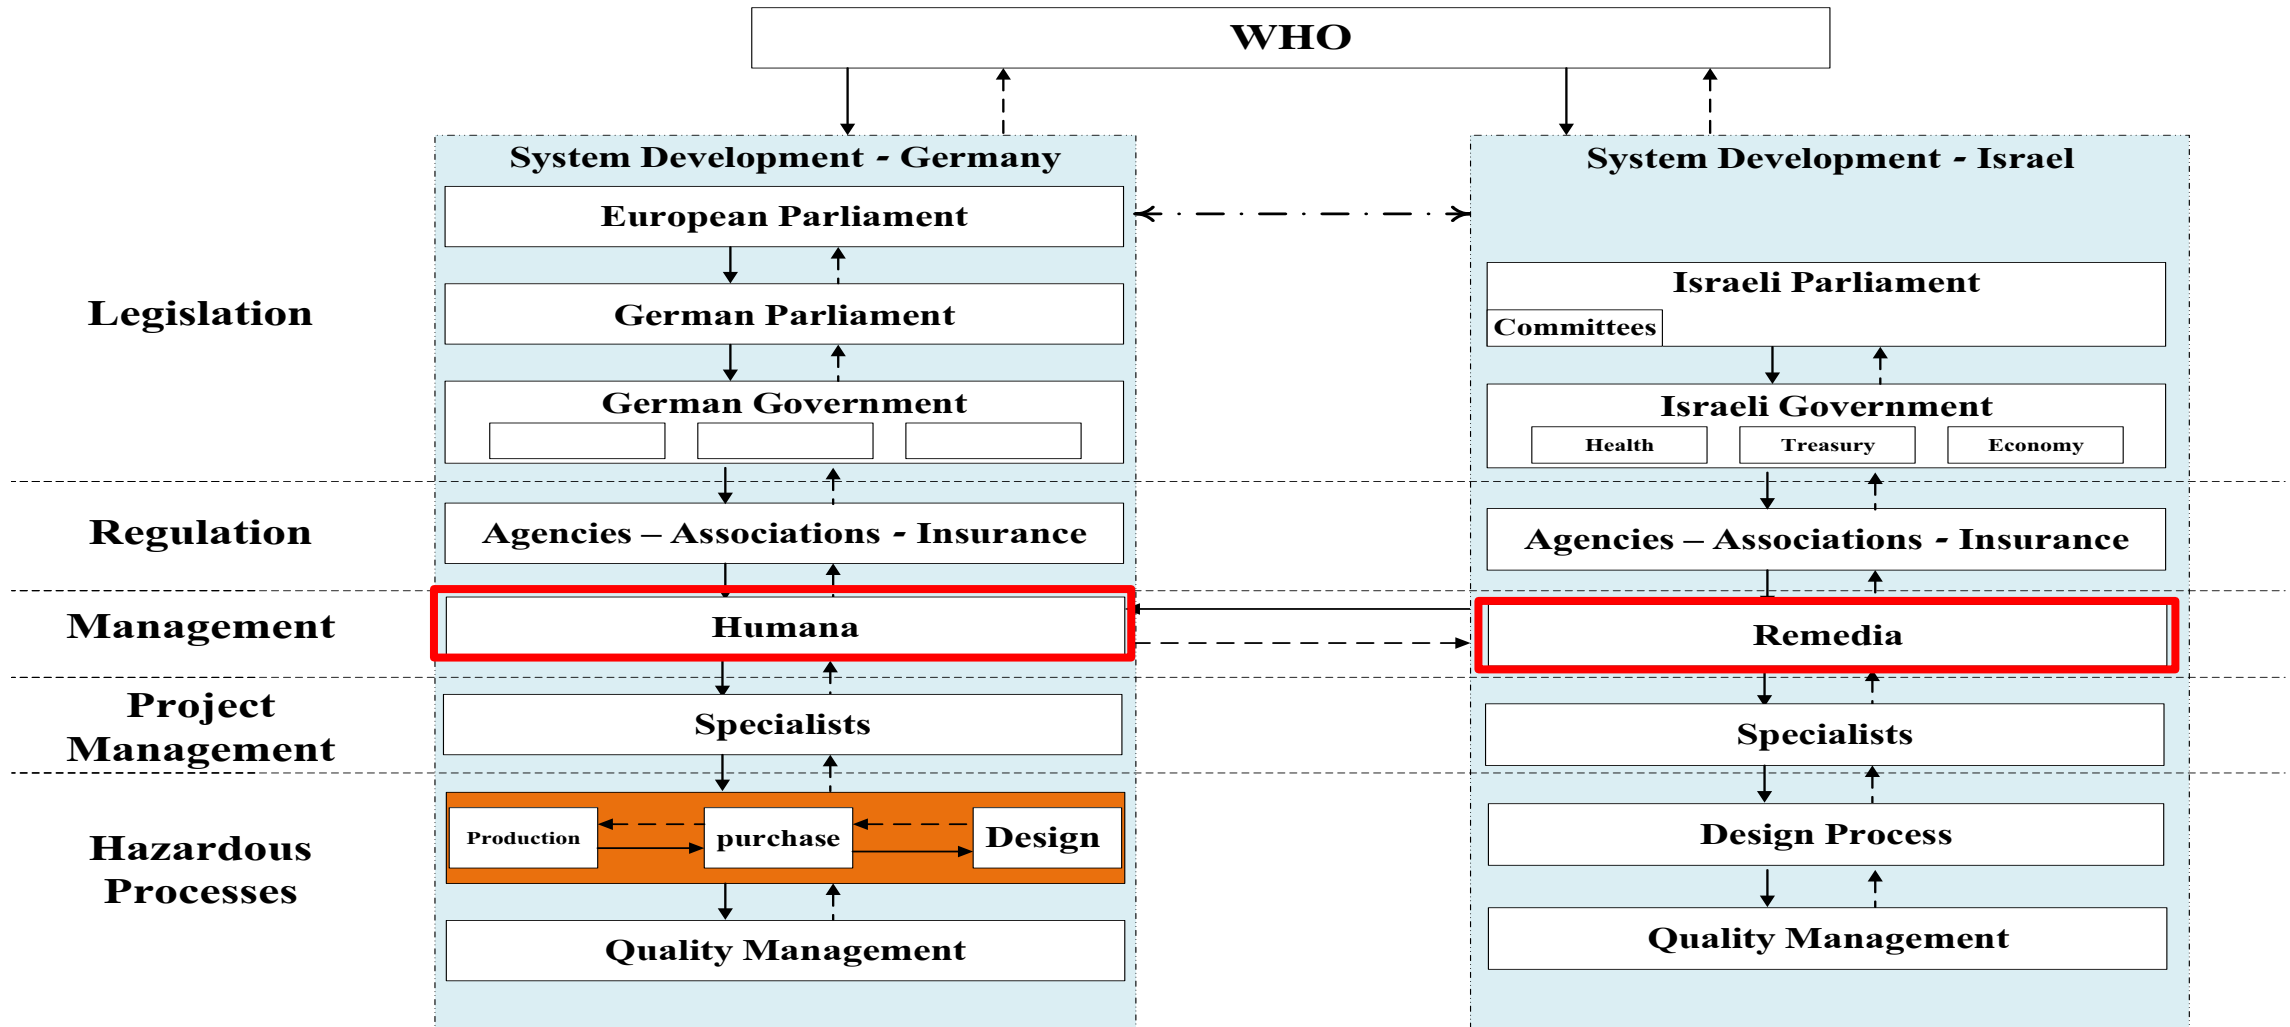 WHO
System Development - Germany
System Development - Israel
European Parliament
Israeli Parliament
Legislation
German Parliament
Committees
German Government
Israeli Government
Health
Treasury
Economy
Regulation
Agencies – Associations - Insurance
Agencies – Associations - Insurance
Management
Humana
Remedia
Project
Management
Specialists
Specialists
Hazardous
Processes
Production
purchase
Design
Design Process
Quality Management
Quality Management